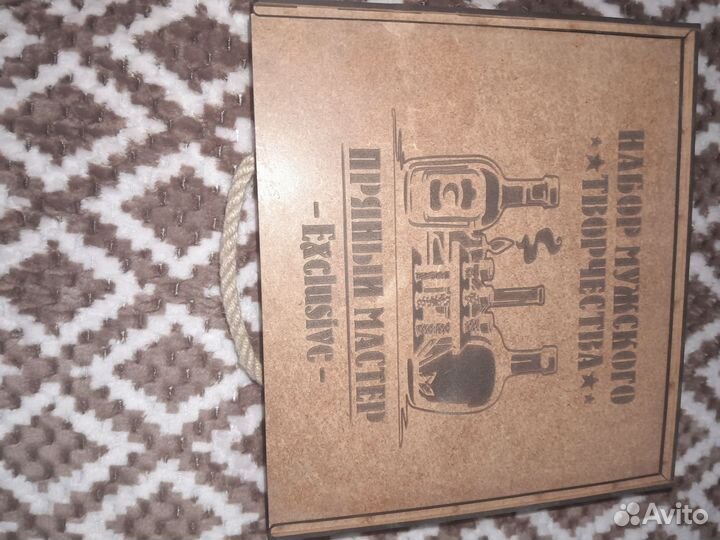 НАБОР МУЖСКОГО
★★ТВОРЧЕСТВА★★
ПРЯНЫЙ МАСТЕР
- Exclusive -
Avito